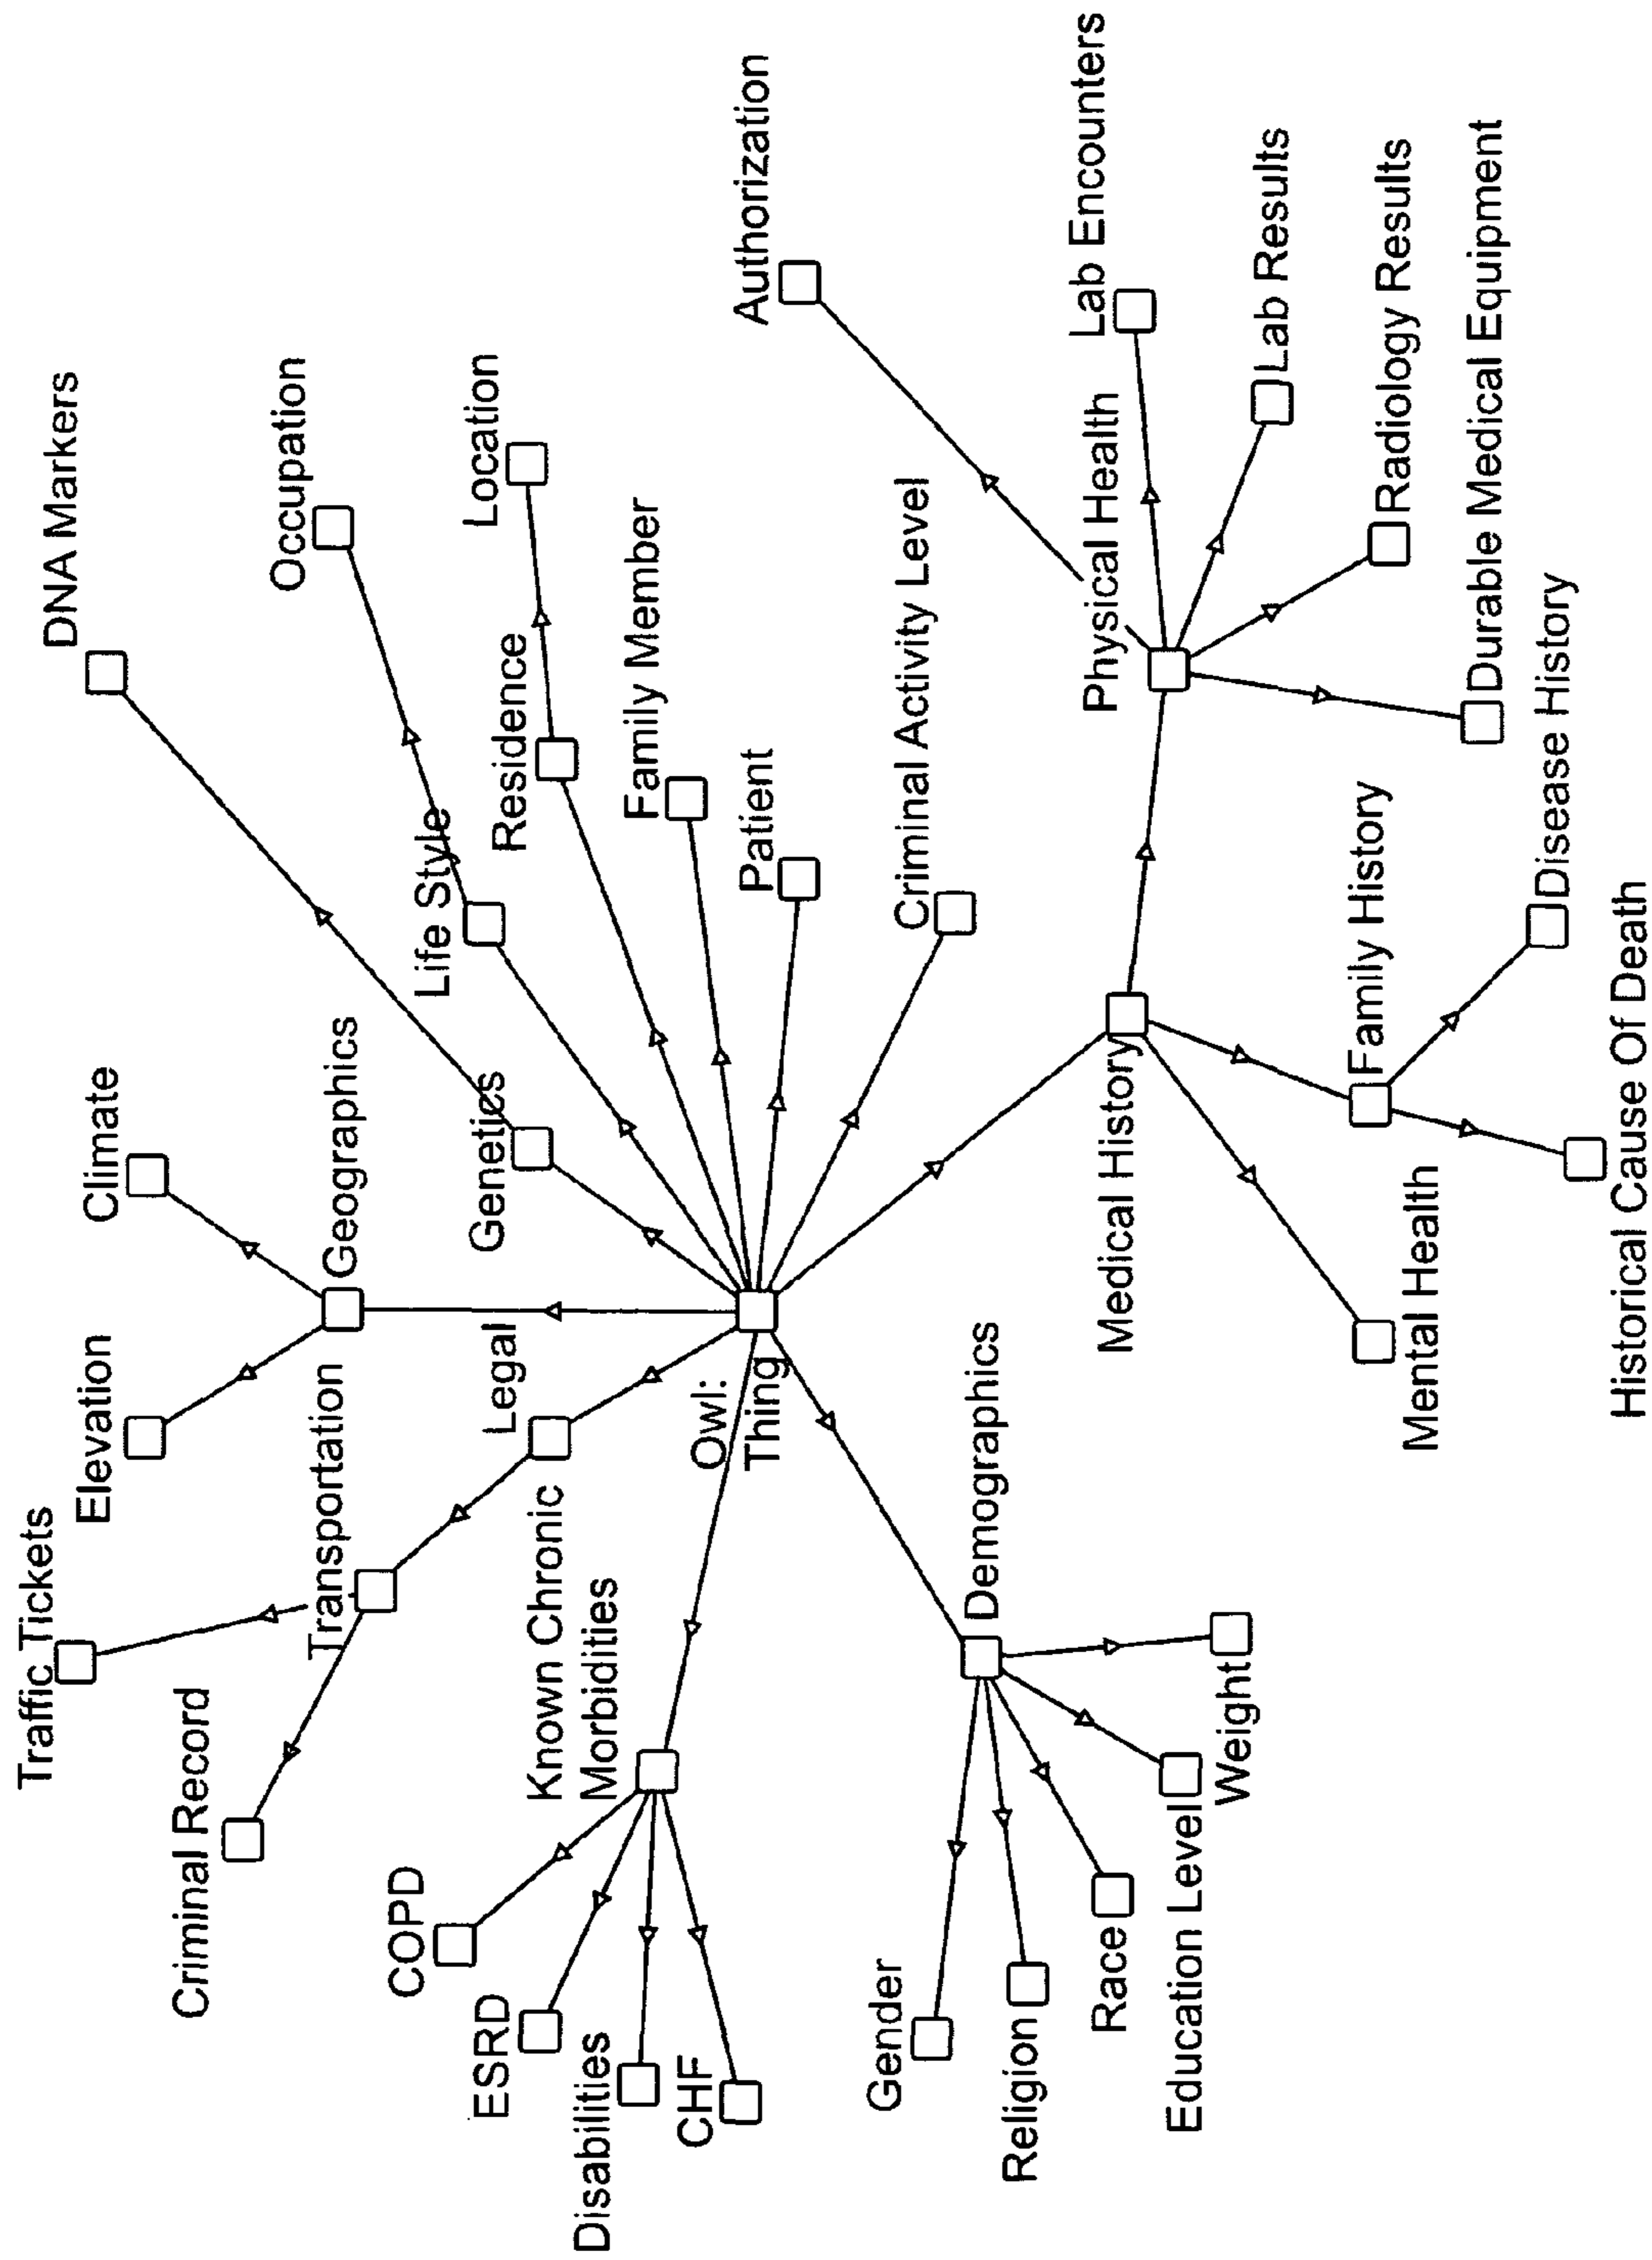 Traffic Tickets
Elevation
Climate
DNA Markers
Criminal Record
Transportation
Geographics
Occupation
COPD
Legal
Genetics
Life Style
Location
ESRD
Known Chronic
Morbidities
Residence
Disabilities
Family Member
CHF
Owl:
Thing
Patient
Authorization
Gender
Demographics
Criminal Activity Level
Religion
Race
Medical History
Physical Health
Lab Encounters
Education Level
Weight
Lab Results
Mental Health
Family History
Radiology Results
Durable Medical Equipment
Disease History
Historical Cause Of Death